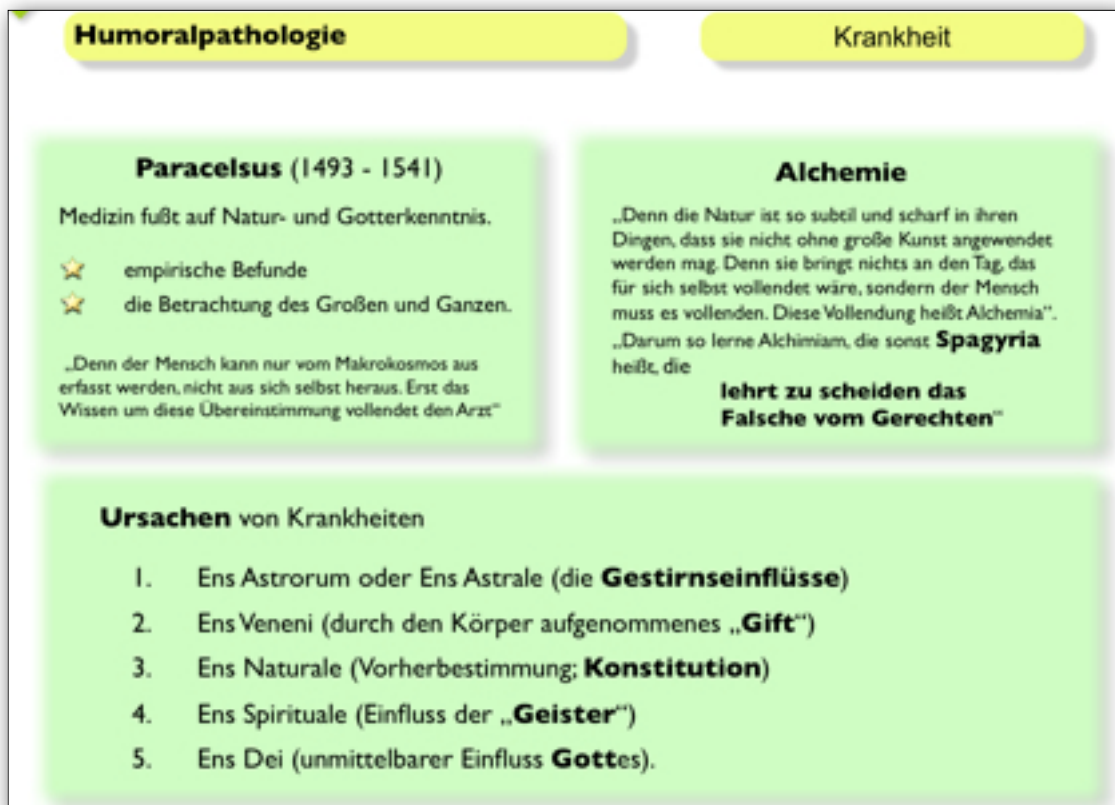 Humoralpathologie
Krankheit
Paracelsus (1493 - 1541)
Medizin fußt auf Natur- und Gotterkenntnis.
empirische Befunde
die Betrachtung des Großen und Ganzen.
„Denn der Mensch kann nur vom Makrokosmos aus
erfasst werden, nicht aus sich selbst heraus. Erst das
Wissen um diese Übereinstimmung vollendet den Arzt“
Alchemie
„Denn die Natur ist so subtil und scharf in ihren
Dingen, dass sie nicht ohne große Kunst angewendet
werden mag. Denn sie bringt nichts an den Tag, das
für sich selbst vollendet wäre, sondern der Mensch
muss es vollenden. Diese Vollendung heißt Alchemia“.
„Darum so lerne Alchimiam, die sonst Spagyria
heißt, die
lehrt zu scheiden das
Falsche vom Gerechten“
Ursachen von Krankheiten
1. Ens Astrorum oder Ens Astrale (die Gestirnseinflüsse)
2. Ens Veneni (durch den Körper aufgenommenes „Gift“)
3. Ens Naturale (Vorherbestimmung; Konstitution)
4. Ens Spirituale (Einfluss der „Geister“)
5. Ens Dei (unmittelbarer Einfluss Gottes).